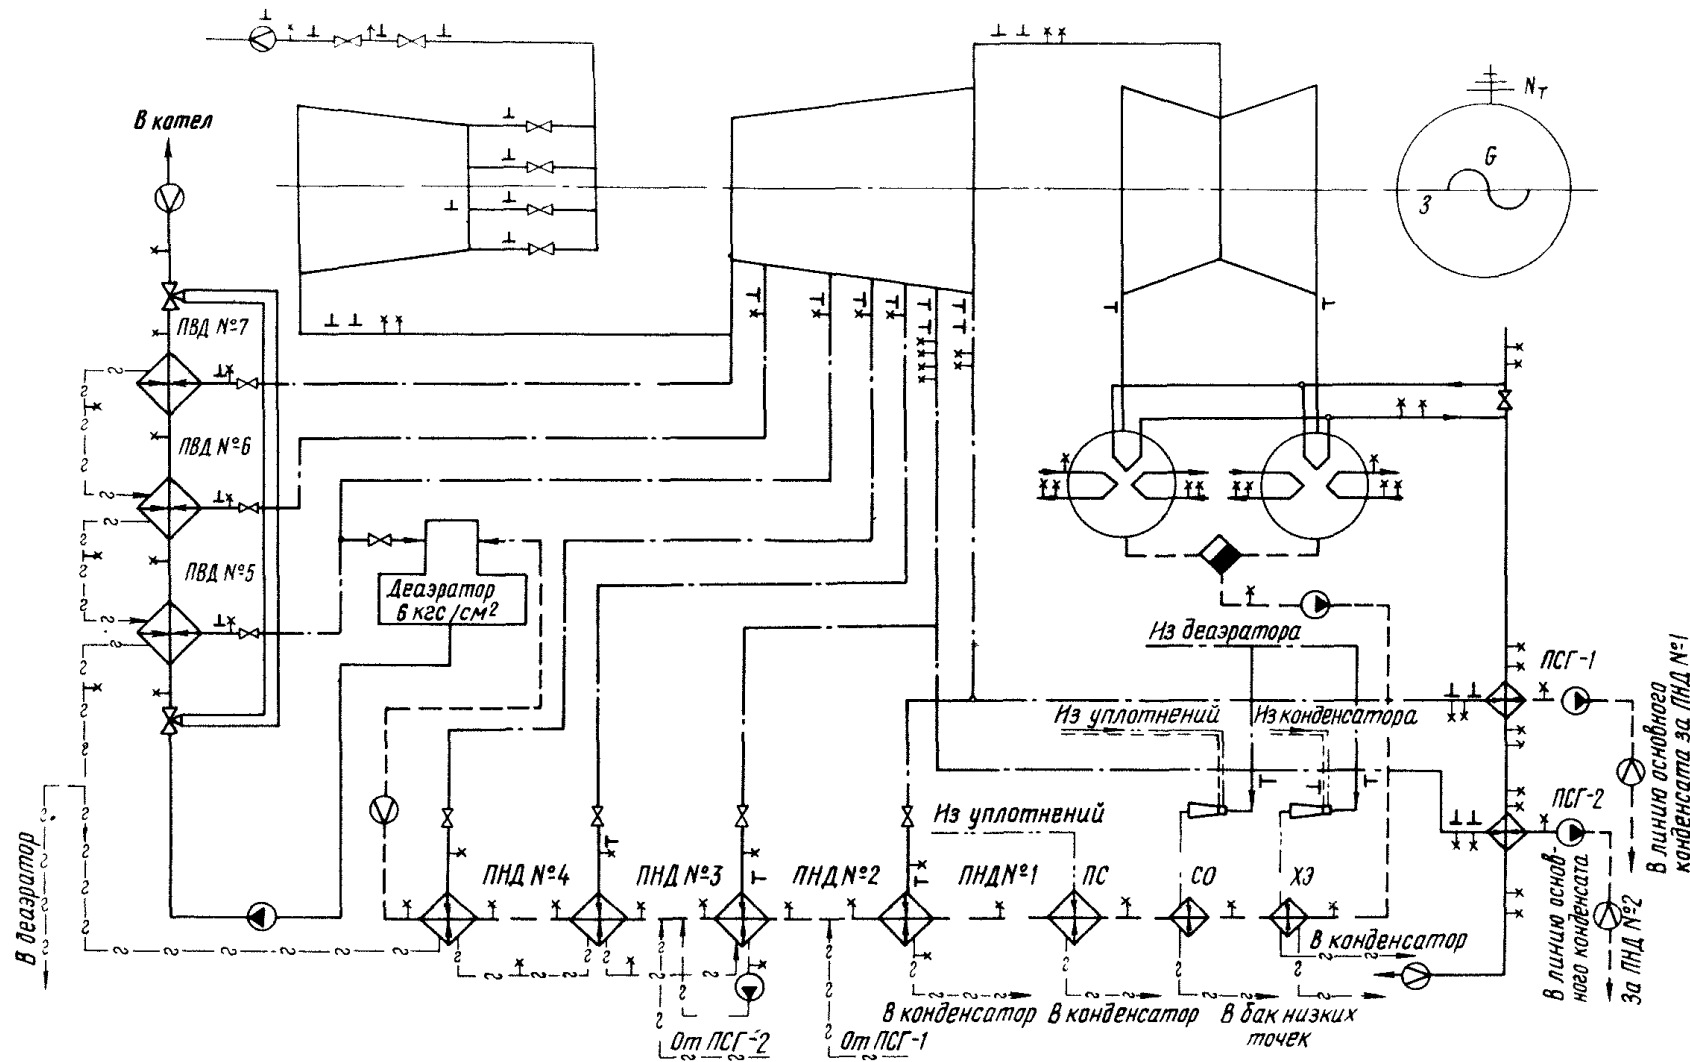 В котел
N_T
G
3
ПВД №7
ПВД №6
ПВД №5
Деаэратор
6 кгс/см²
Из деаэратора
Из уплотнений
Из конденсатора
Из уплотнений
ПСГ-1
ПСГ-2
В линию основного
конденсата за ПНД №1
В линию основ-
ного конденсата
За ПНД №2
ПНД №4
ПНД №3
ПНД №2
ПНД №1
ПС
СО
ХЭ
В деаэратор
В конденсатор
В конденсатор
В конденсатор
В бак низких
точек
От ПСГ-2
От ПСГ-1